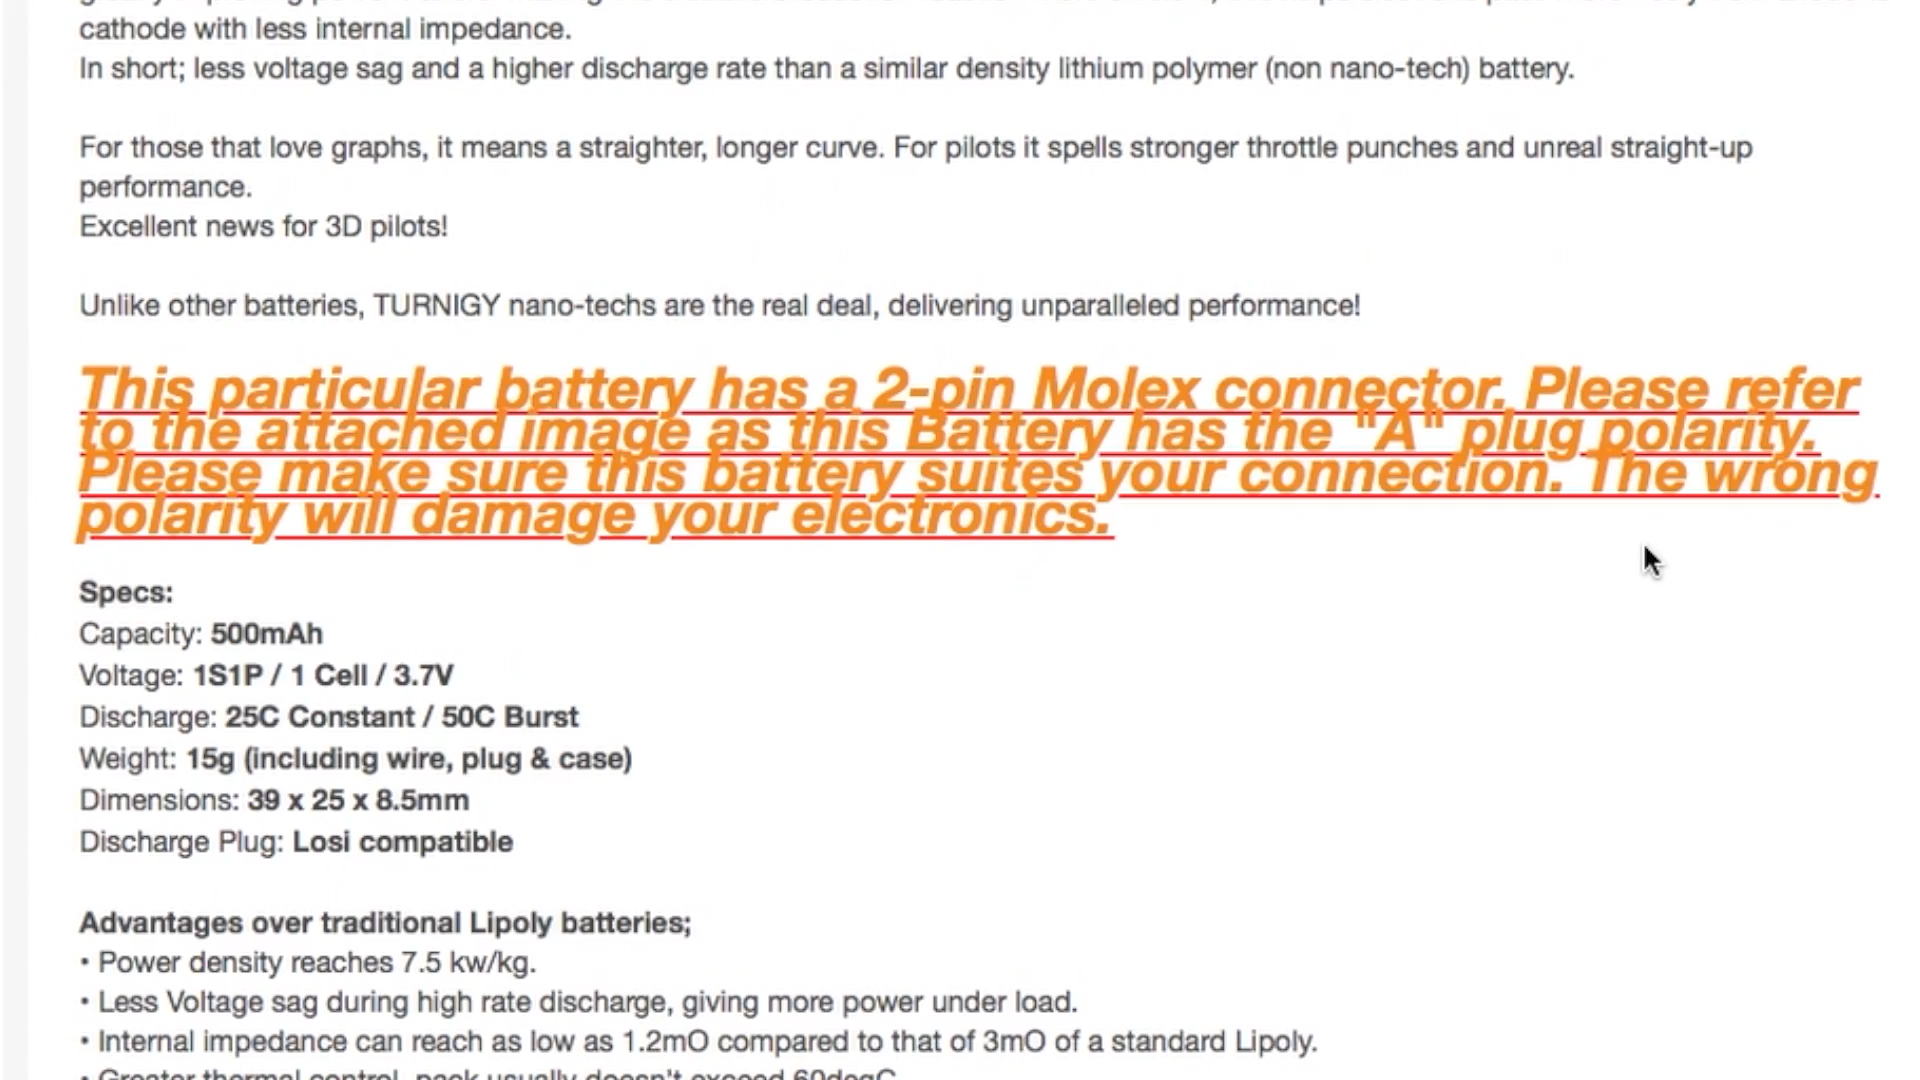 cathode with less internal impedance.
In short; less voltage sag and a higher discharge rate than a similar density lithium polymer (non nano-tech) battery.
For those that love graphs, it means a straighter, longer curve. For pilots it spells stronger throttle punches and unreal straight-up
performance.
Excellent news for 3D pilots!
Unlike other batteries, TURNIGY nano-techs are the real deal, delivering unparalleled performance!
This particular battery has a 2-pin Molex connector. Please refer
to the attached image as this Battery has the "A" plug polarity.
Please make sure this battery suites your connection. The wrong
polarity will damage your electronics.
Specs:
Capacity: 500mAh
Voltage: 1S1P / 1 Cell / 3.7V
Discharge: 25C Constant / 50C Burst
Weight: 15g (including wire, plug & case)
Dimensions: 39 x 25 x 8.5mm
Discharge Plug: Losi compatible
Advantages over traditional Lipoly batteries;
• Power density reaches 7.5 kw/kg.
• Less Voltage sag during high rate discharge, giving more power under load.
• Internal impedance can reach as low as 1.2mO compared to that of 3mO of a standard Lipoly.
• Greater thermal control, pack usually doesn't exceed 60degC